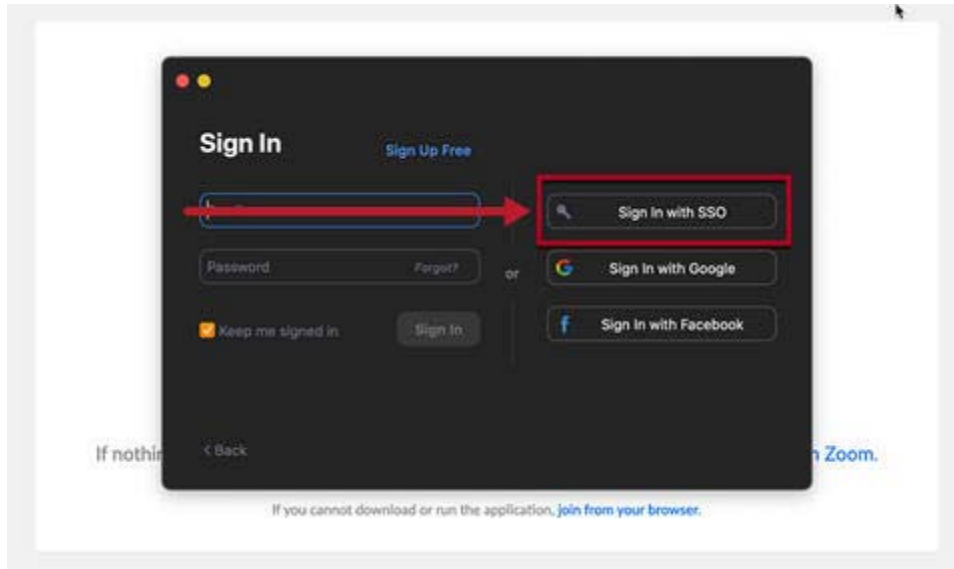 Sign In
Sign Up Free
Password
Forgot?
Keep me signed in
Sign In
or
Sign In with SSO
Sign In with Google
f Sign In with Facebook
< Back
If nothin
Zoom.
If you cannot download or run the application, join from your browser.